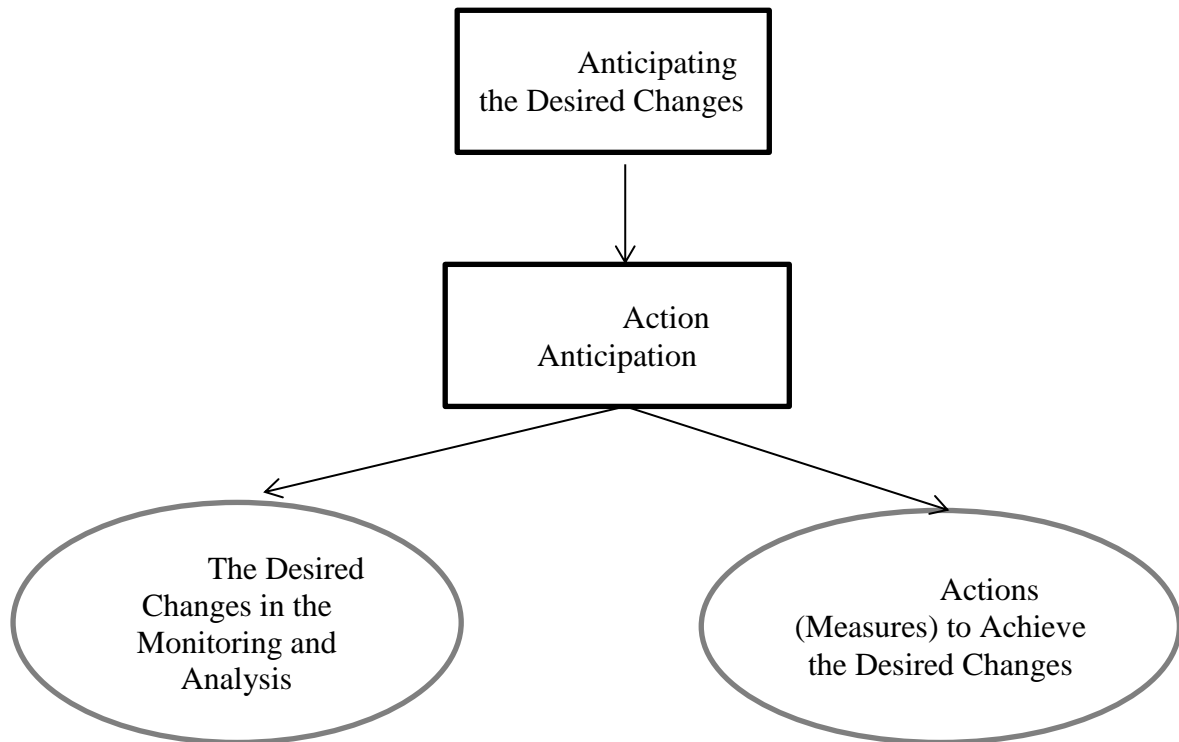 Anticipating
the Desired Changes
Action
Anticipation
The Desired
Changes in the
Monitoring and
Analysis
Actions
(Measures) to Achieve
the Desired Changes